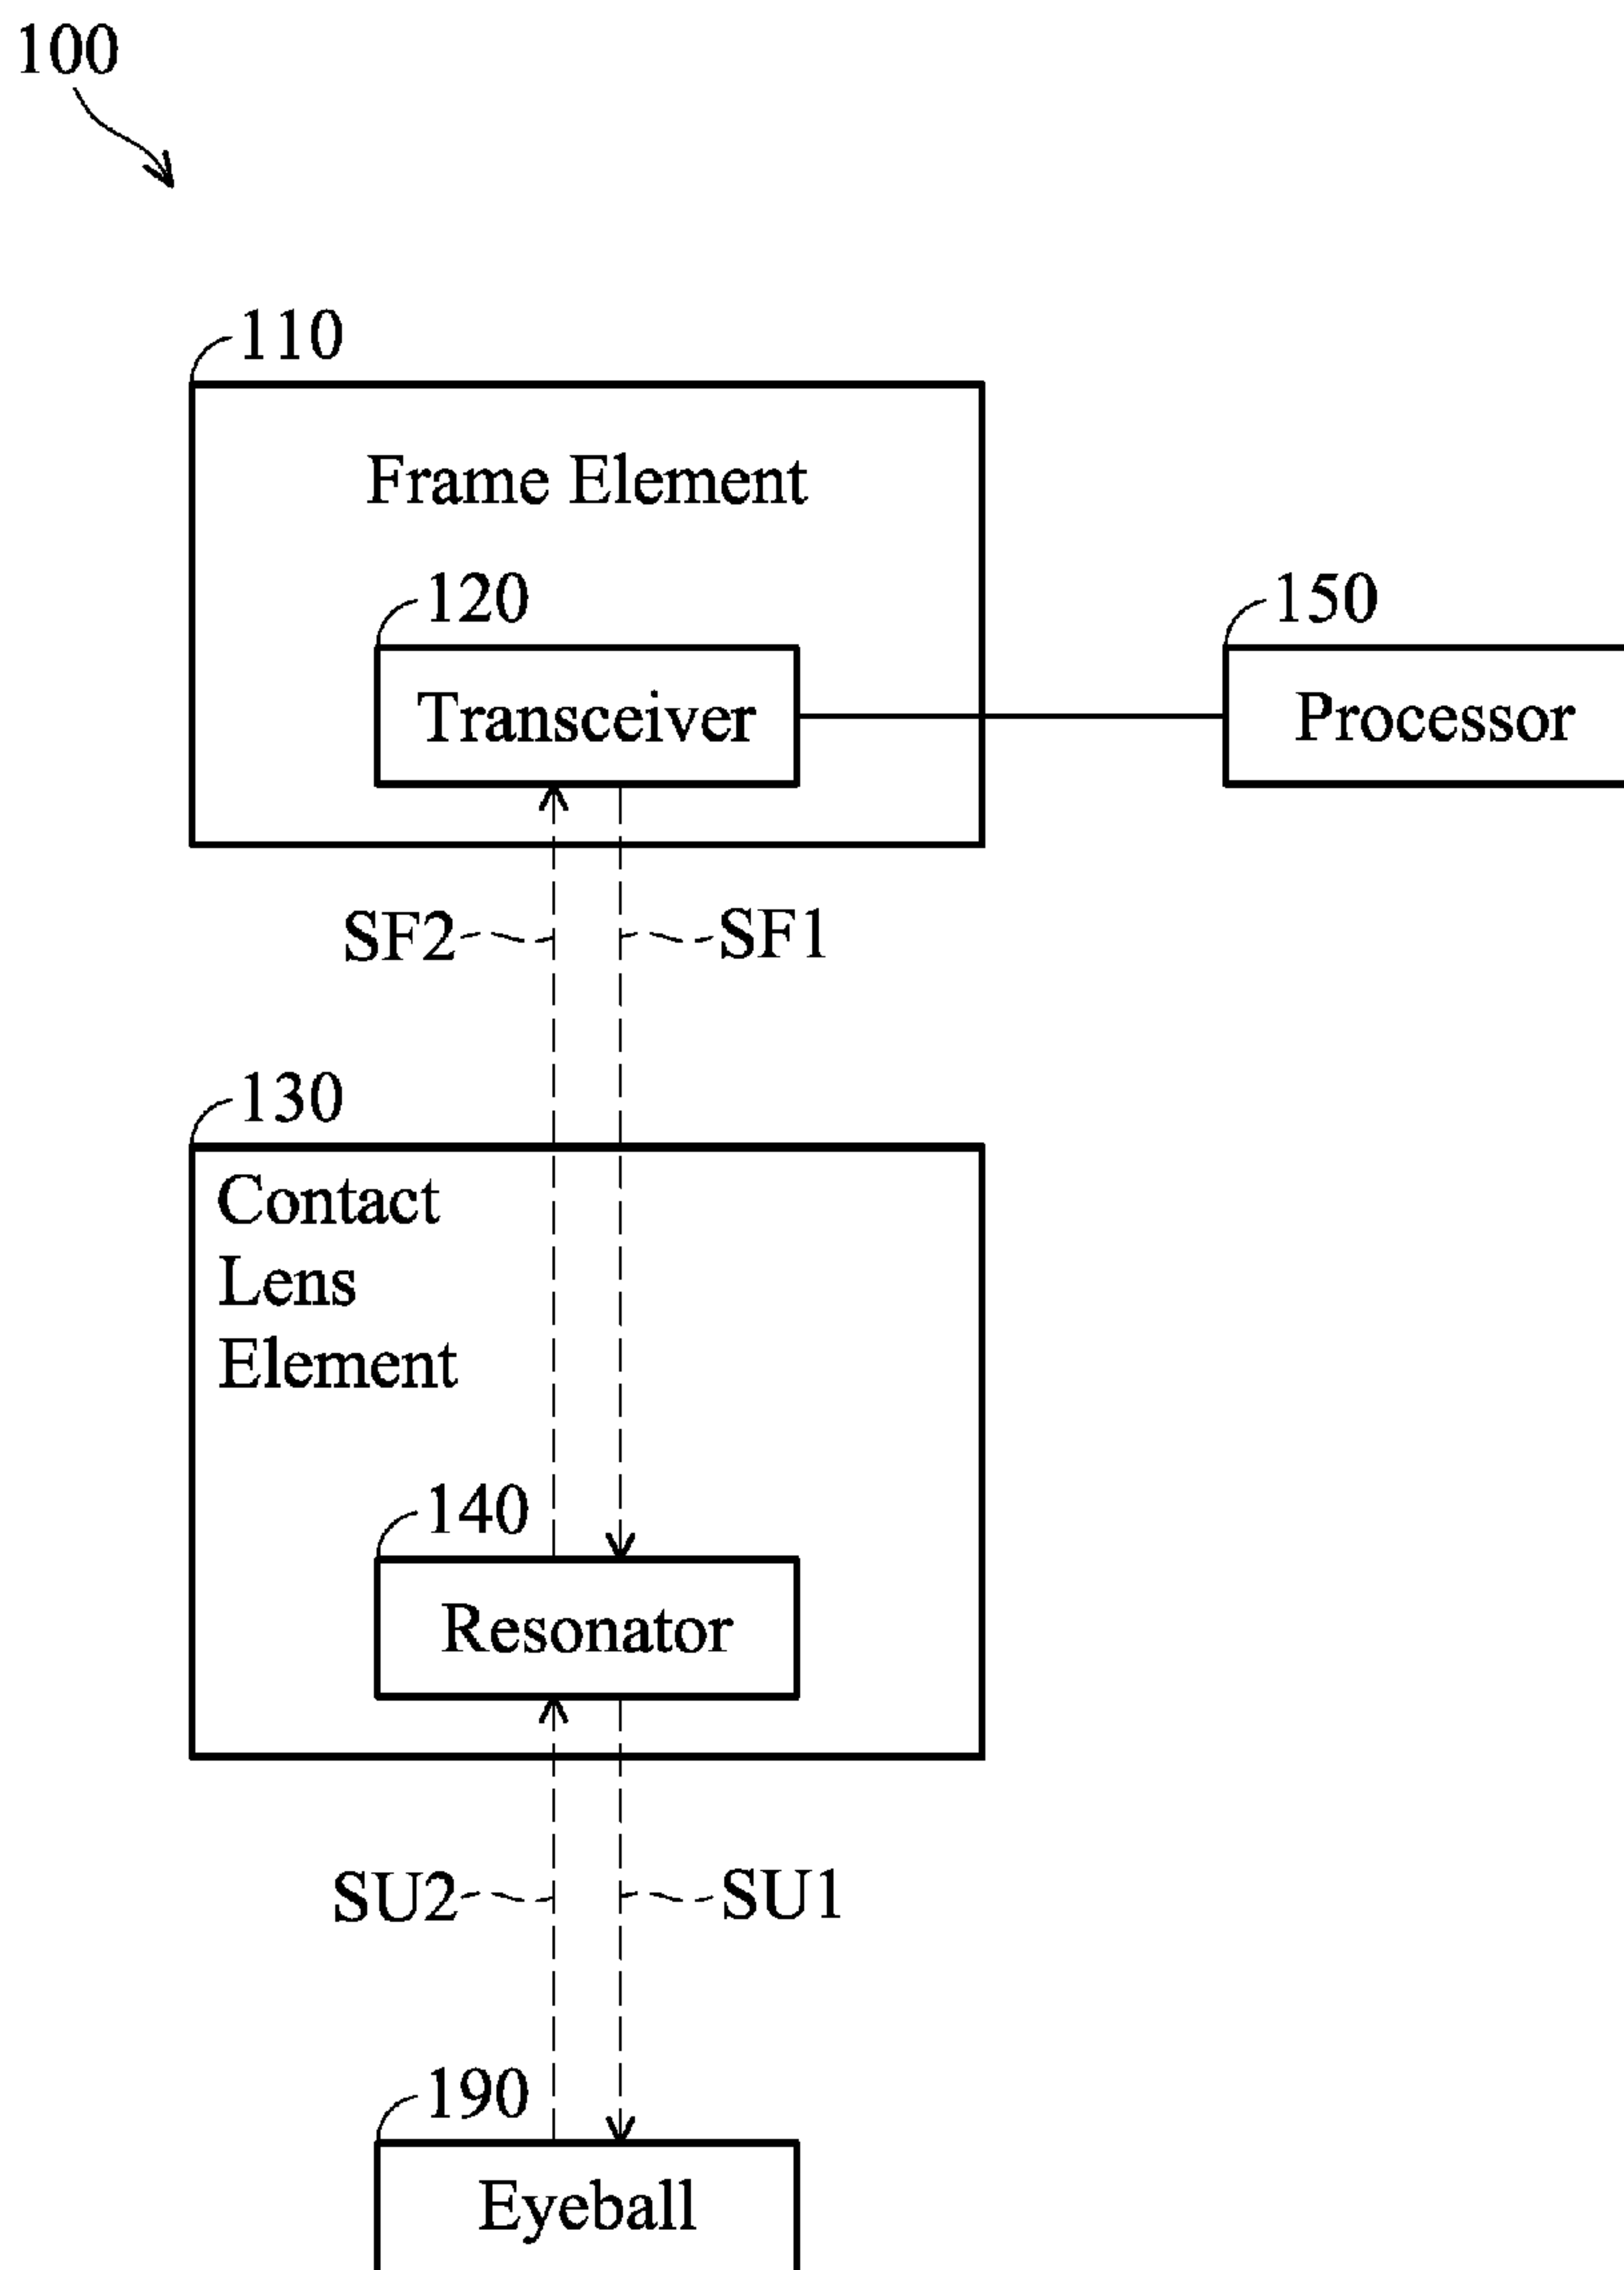 100
110
Frame Element
120
150
Transceiver
Processor
SF2
SF1
130
Contact
Lens
Element
140
Resonator
SU2
SU1
190
Eyeball